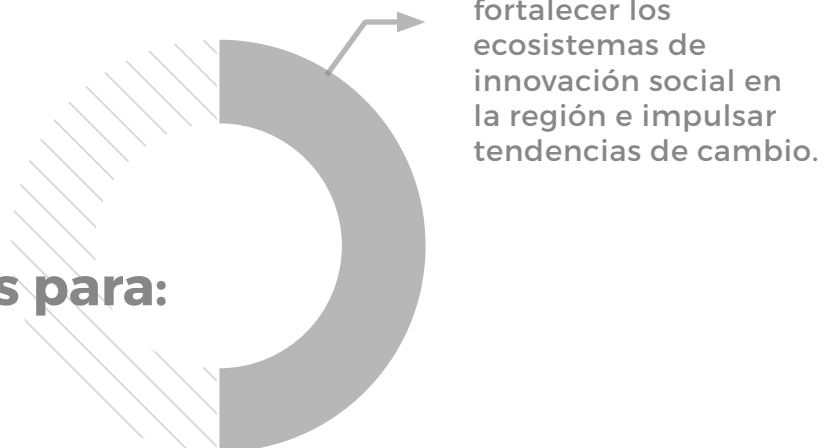 fortalecer los
ecosistemas de
innovación social en
la región e impulsar
tendencias de cambio.
s para: